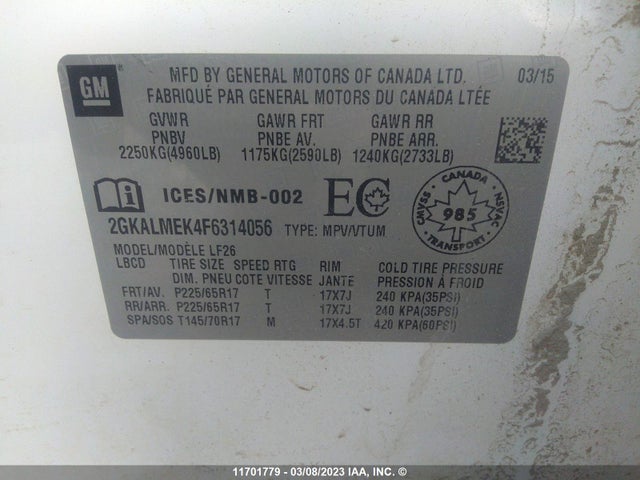 GM
MFD BY GENERAL MOTORS OF CANADA LTD. 03/15
FABRIQUÉ PAR GENERAL MOTORS DU CANADA LTÉE
GVWR GAWR FRT GAWR RR
PNBV PNBE AV. PNBE ARR.
2250KG(4960LB) 1175KG(2590LB) 1240KG(2733LB)
ICES/NMB-002 EC CMVSS NSVAC 985 TRANSPORT
2GKALMEK4F6314056 TYPE: MPV/VTUM
MODEL/MODÈLE LF26
LBCD TIRE SIZE SPEED RTG RIM COLD TIRE PRESSURE
DIM. PNEU COTE VITESSE JANTE PRESSION À FROID
FRT/AV. P225/65R17 T 17X7J 240 KPA(35PSI)
RR/ARR. P225/65R17 T 17X7J 240 KPA(35PSI)
SPA/SOS T145/70R17 M 17X4.5T 420 KPA(60PSI)
11701779 - 03/08/2023 IAA, INC. ©